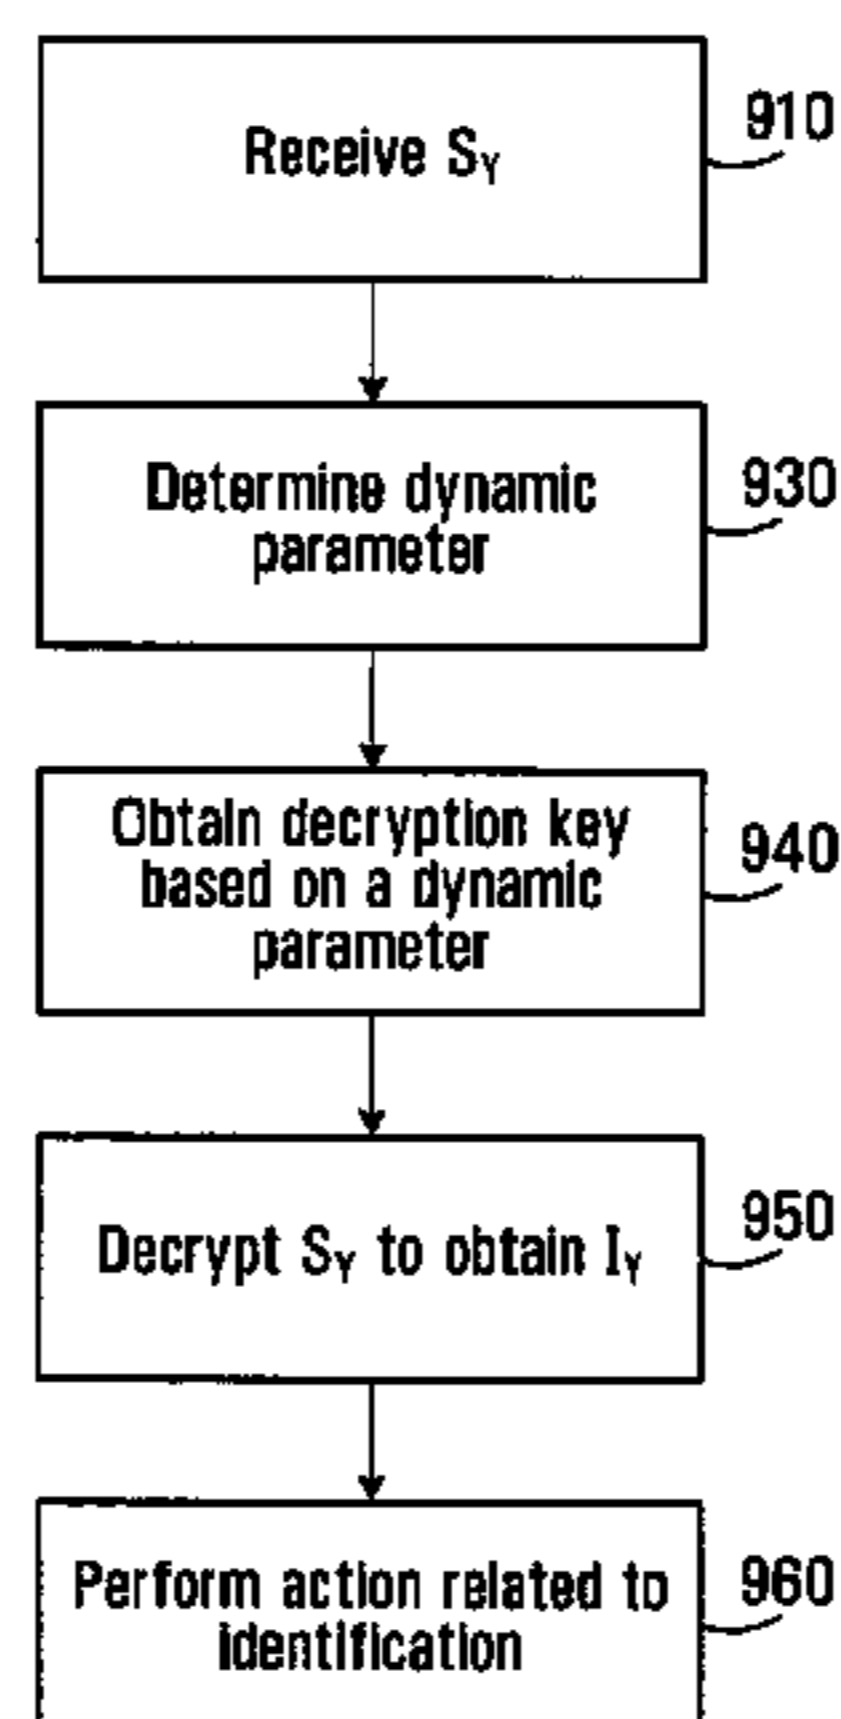 Receive SY
910
Determine dynamic
parameter
930
Obtain decryption key
based on a dynamic
parameter
940
Decrypt SY to obtain IY
950
Perform action related to
identification
960